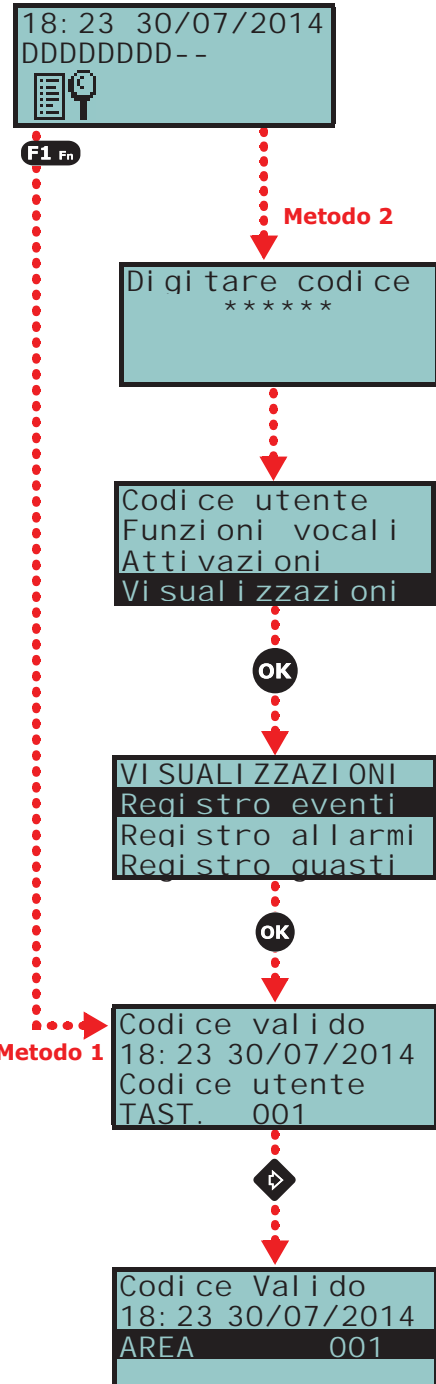 18:23 30/07/2014
DDDDDDDD--
F1 Fn
Metodo 2
Digitare codice
******
Codice utente
Funzioni vocali
Attivazioni
Visualizzazioni
OK
VISUALIZZAZIONI
Registro eventi
Registro allarmi
Registro guasti
OK
Metodo 1
Codice valido
18:23 30/07/2014
Codice utente
TAST. 001
Codice Valido
18:23 30/07/2014
AREA 001